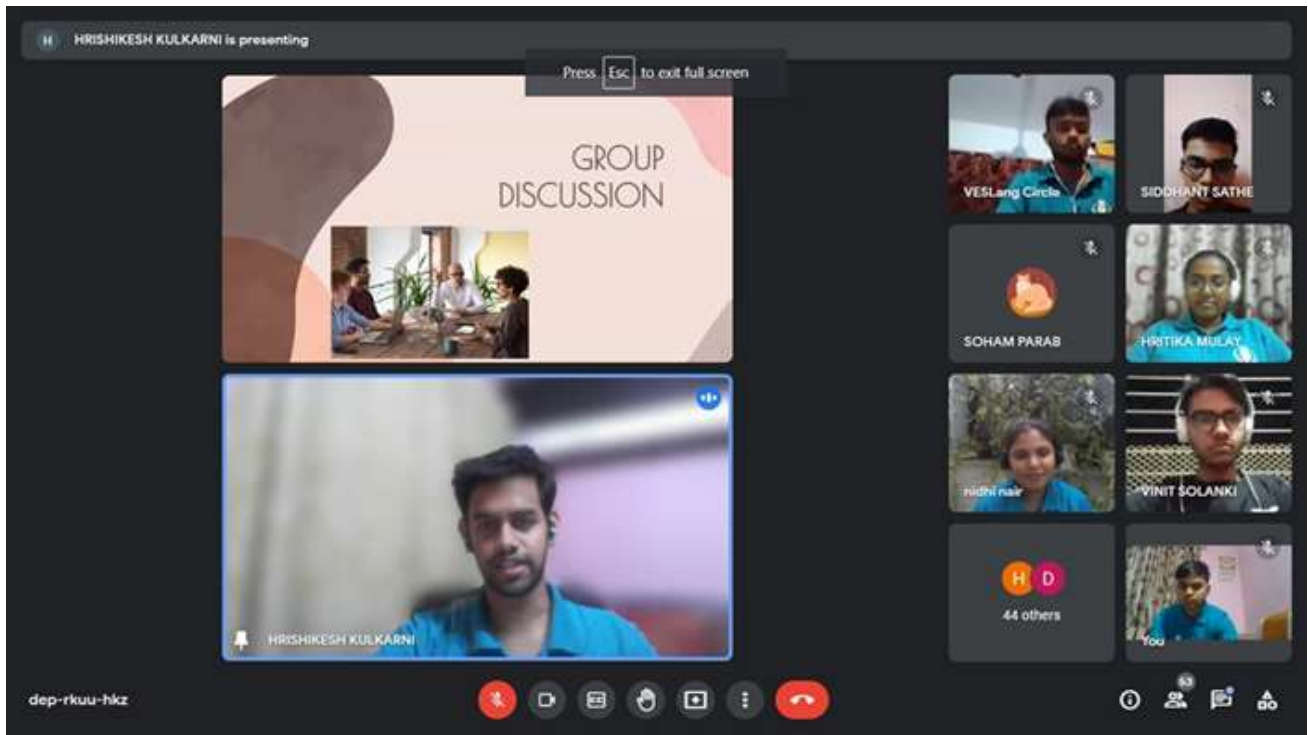 H HRISHIKESH KULKARNI is presenting
Press Esc to exit full screen
GROUP
DISCUSSION
VESLang Circle
SIDDHANT SATHE
SOHAM PARAB
HRITIKA MULAY
nidhi nair
VINIT SOLANKI
H D
44 others
You
HRISHIKESH KULKARNI
dep-rkuu-hkz
53